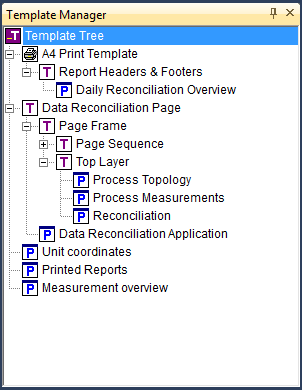 Template Manager
Template Tree
A4 Print Template
T Report Headers & Footers
P Daily Reconciliation Overview
T Data Reconciliation Page
T Page Frame
T Page Sequence
T Top Layer
P Process Topology
P Process Measurements
P Reconciliation
P Data Reconciliation Application
P Unit coordinates
P Printed Reports
P Measurement overview